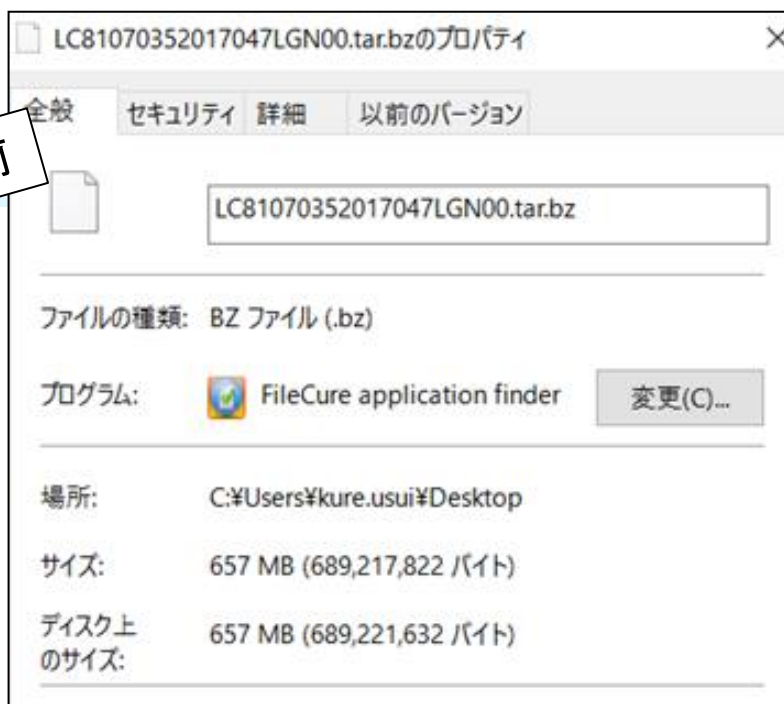 LC81070352017047LGN00.tar.bzのプロパティ
全般 セキュリティ 詳細 以前のバージョン
前
LC81070352017047LGN00.tar.bz
ファイルの種類: BZ ファイル (.bz)
プログラム: FileCure application finder 変更(C)...
場所: C:¥Users¥kure.usui¥Desktop
サイズ: 657 MB (689,217,822 バイト)
ディスク上
のサイズ: 657 MB (689,221,632 バイト)